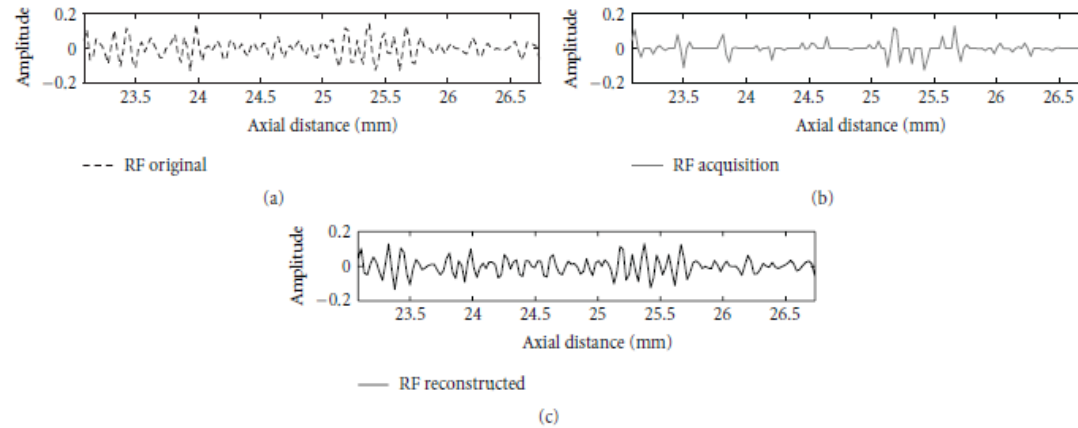 Amplitude
0.2
0
−0.2
23.5 24 24.5 25 25.5 26 26.5
Axial distance (mm)
RF original
(a)
Amplitude
0.2
0
−0.2
23.5 24 24.5 25 25.5 26 26.5
Axial distance (mm)
RF acquisition
(b)
Amplitude
0.2
0
−0.2
23.5 24 24.5 25 25.5 26 26.5
Axial distance (mm)
RF reconstructed
(c)